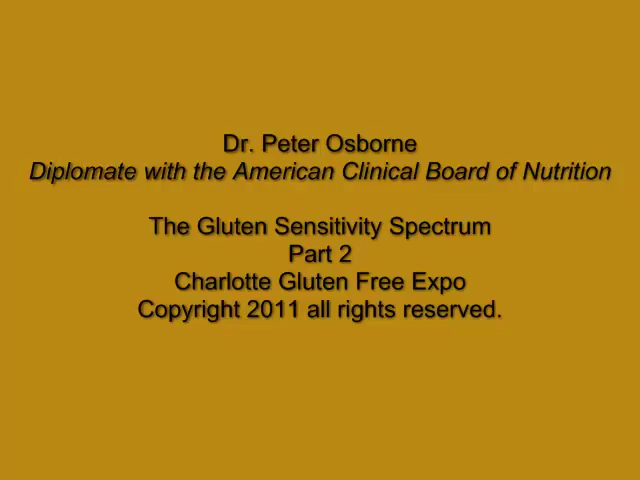 Dr. Peter Osborne
Diplomate with the American Clinical Board of Nutrition
The Gluten Sensitivity Spectrum
Part 2
Charlotte Gluten Free Expo
Copyright 2011 all rights reserved.